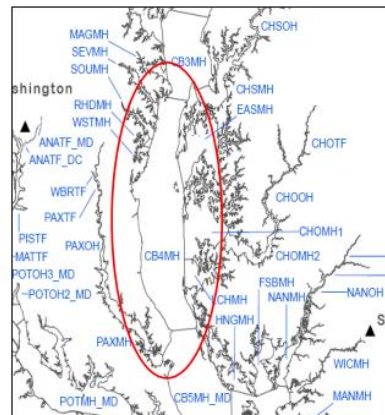 MAGMH
SEVMH
SOUMH
CB3MH
CHSOH
shington
RHDMH
WSTMH
CHSMH
EASMH
ANATF_MD
ANATF_DC
CHOTF
WBRTF
PAXTF
CHOOH
PISTF
MATTF
PAXOH
CHOMH1
POTOH3_MD
POTOH2_MD
CB4MH
CHOMH2
LCHMH
FSBMH
NANMH
NANOH
HNGMH
S
PAXMH
WICMH
POTMH_MD
CB5MH_MD
MANMH